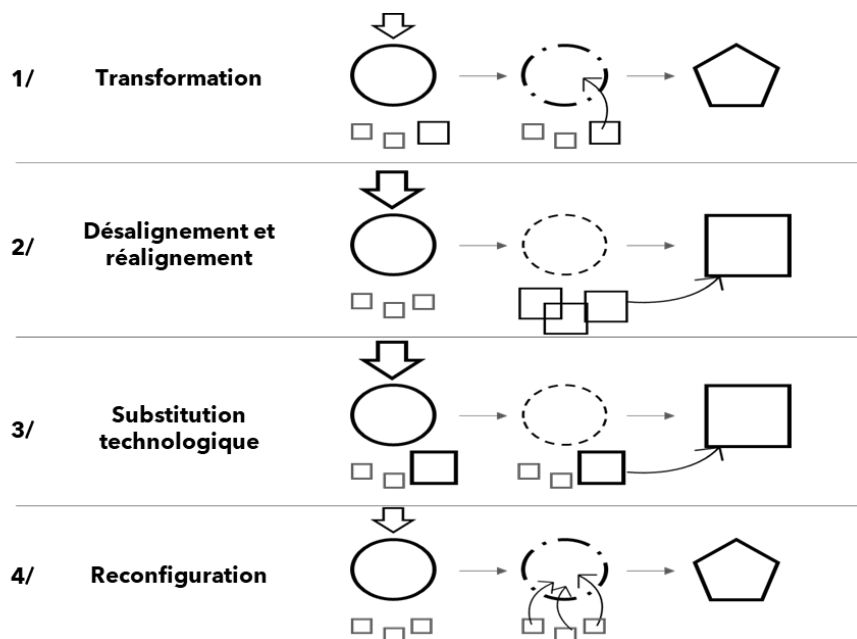 1/ Transformation
2/ Désalignement et
réalignement
3/ Substitution
technologique
4/ Reconfiguration